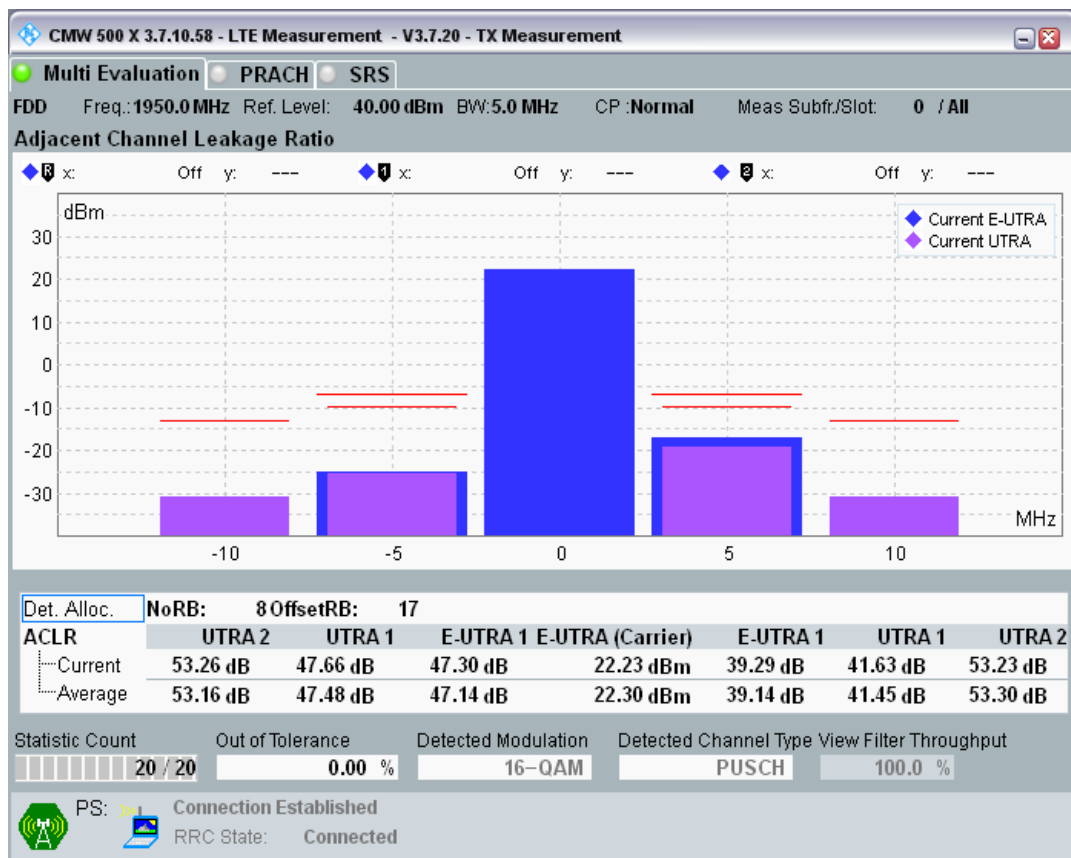 CMW 500 X 3.7.10.58 - LTE Measurement - V3.7.20 - TX Measurement
Multi Evaluation PRACH SRS
FDD Freq.: 1950.0 MHz Ref. Level: 40.00 dBm BW: 5.0 MHz CP : Normal Meas Subfr./Slot: 0 / All
Adjacent Channel Leakage Ratio
R x: Off y: --- 1 x: Off y: --- 2 x: Off y: ---
dBm
Current E-UTRA
Current UTRA
30
20
10
0
-10
-20
-30
MHz
-10 -5 0 5 10
Det. Alloc. NoRB: 8 OffsetRB: 17
ACLR UTRA 2 UTRA 1 E-UTRA 1 E-UTRA (Carrier) E-UTRA 1 UTRA 1 UTRA 2
Current 53.26 dB 47.66 dB 47.30 dB 22.23 dBm 39.29 dB 41.63 dB 53.23 dB
Average 53.16 dB 47.48 dB 47.14 dB 22.30 dBm 39.14 dB 41.45 dB 53.30 dB
Statistic Count Out of Tolerance Detected Modulation Detected Channel Type View Filter Throughput
20 / 20 0.00 % 16-QAM PUSCH 100.0 %
PS: Connection Established
RRC State: Connected